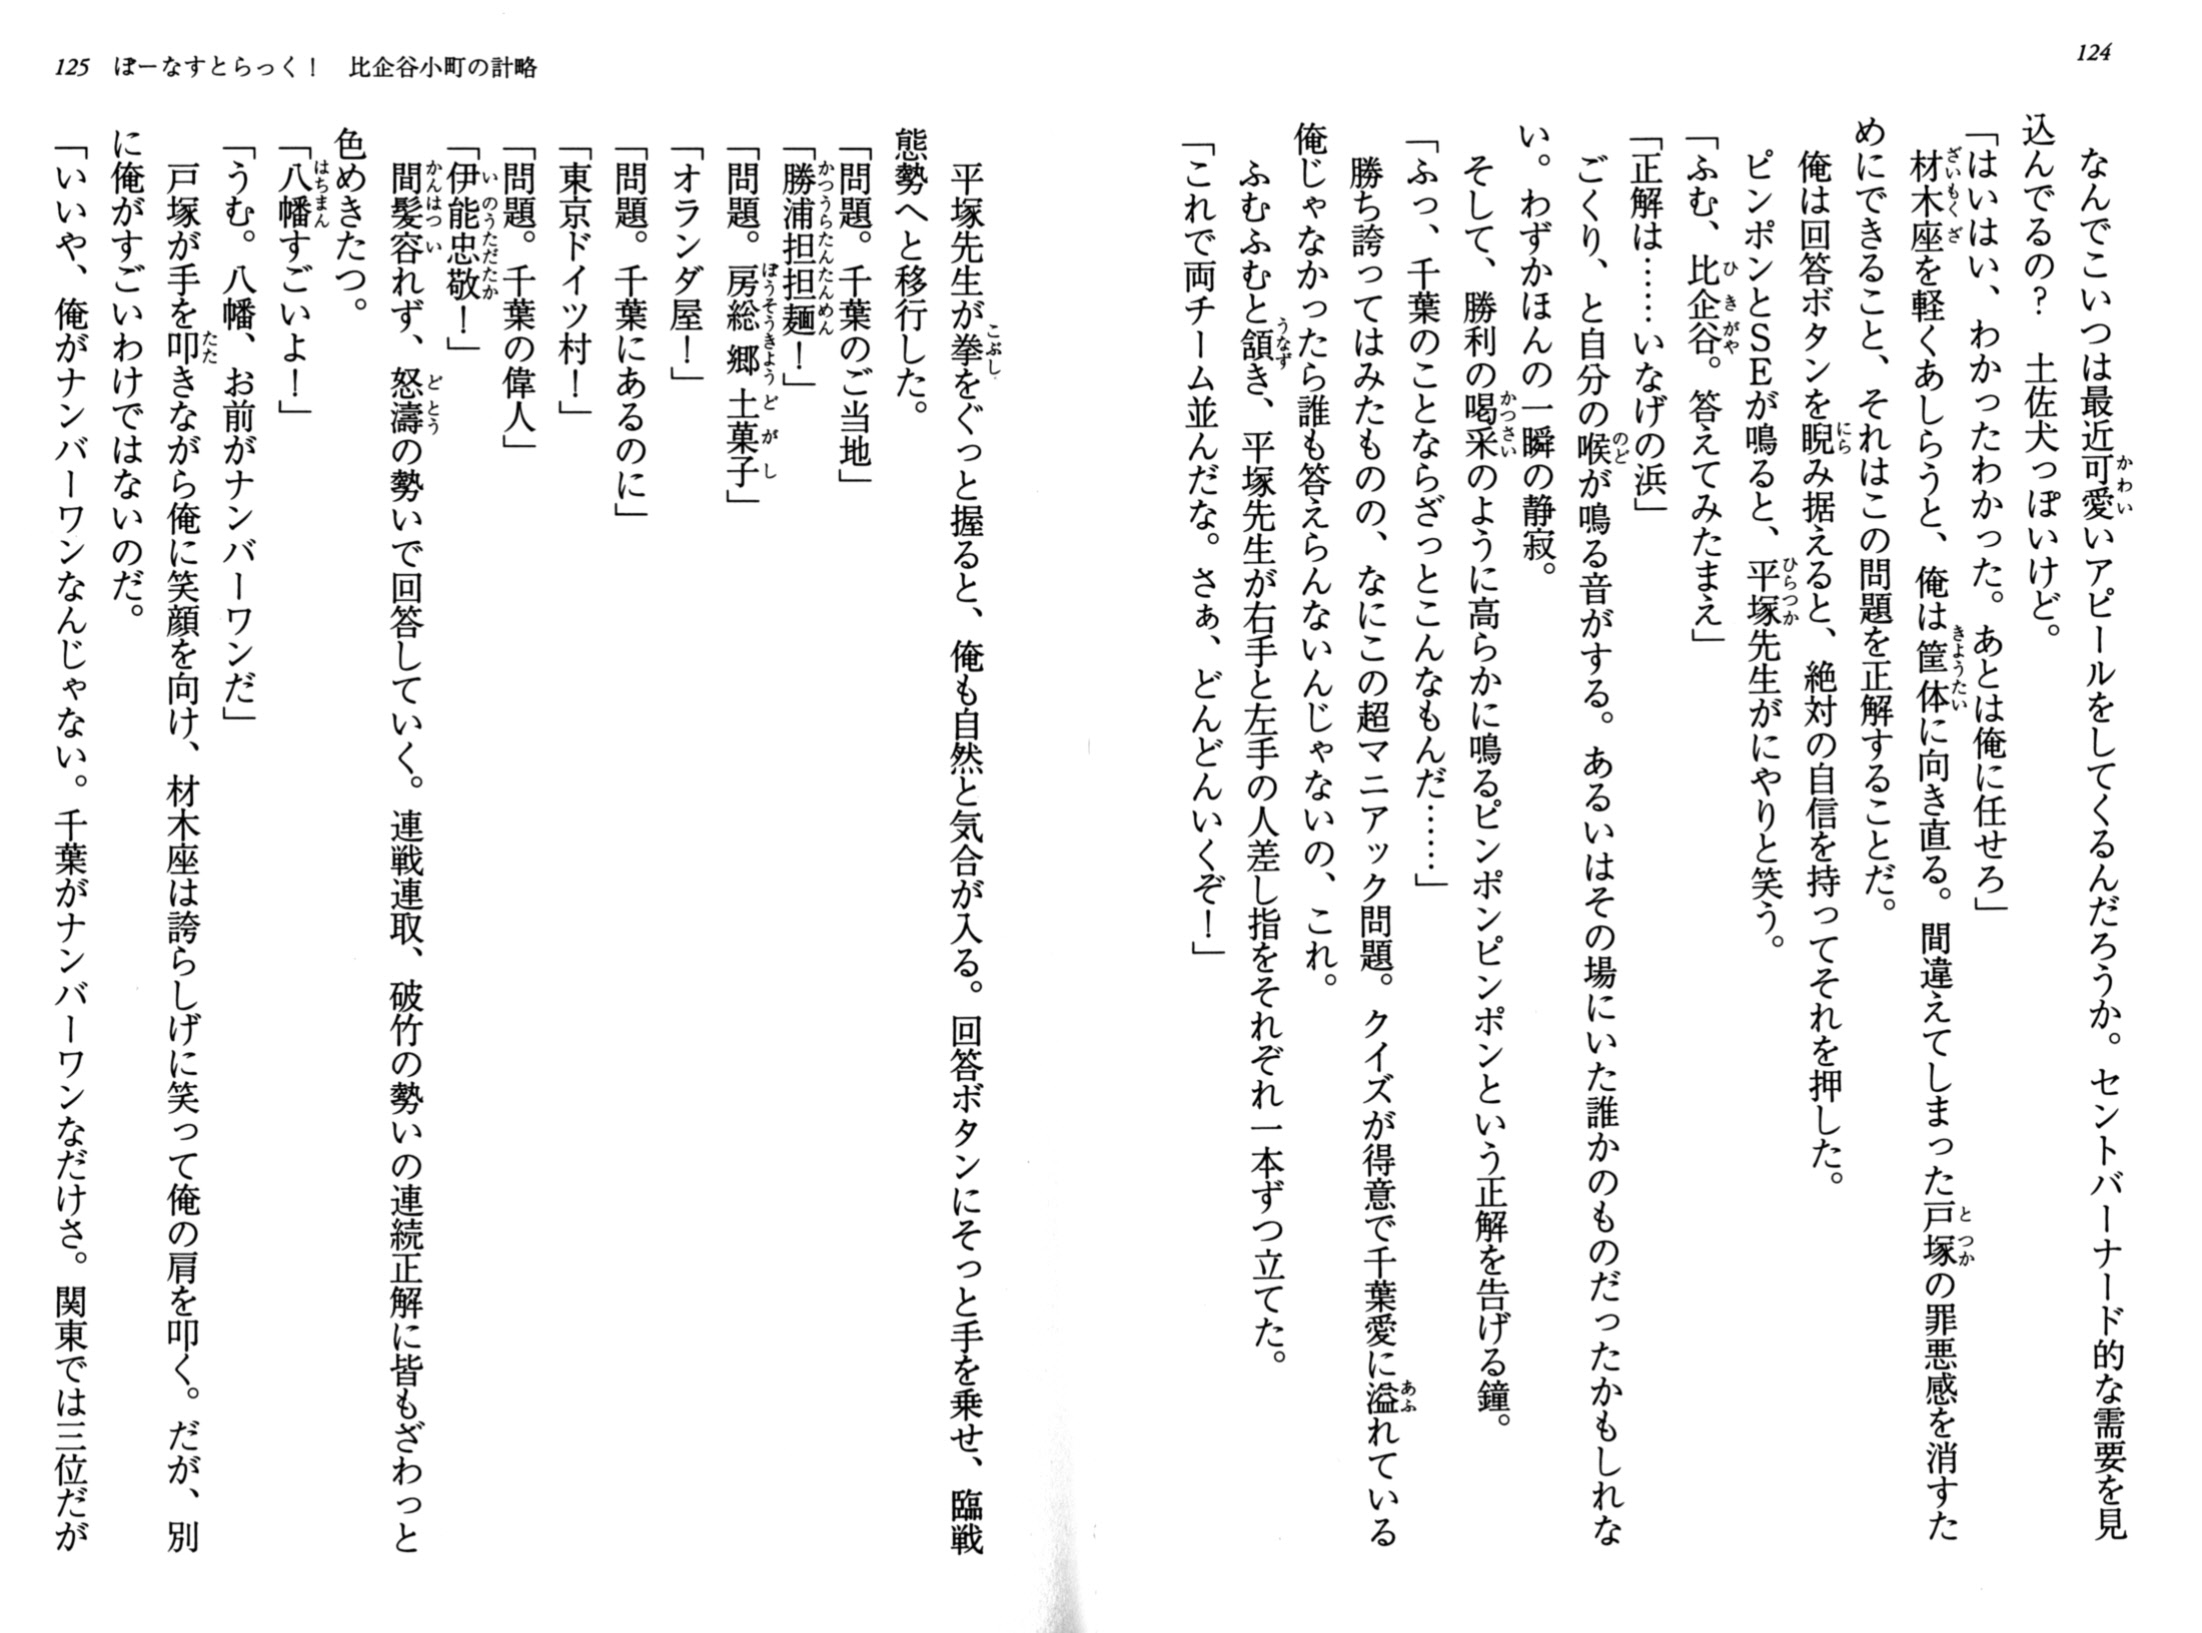 124
なんでこいつは最近可愛いアピールをしてくるんだろうか。セントバーナード的な需要を見
込んでるの？　土佐犬っぽいけど。
「はいはい、わかったわかった。あとは俺に任せろ」
材木座を軽くあしらうと、俺は筐体に向き直る。間違えてしまった戸塚の罪悪感を消すた
めにできること、それはこの問題を正解することだ。
俺は回答ボタンを睨み据えると、絶対の自信を持ってそれを押した。
ピンポンとSEが鳴ると、平塚先生がにやりと笑う。
「ふむ、比企谷。答えてみたまえ」
「正解は……いなげの浜」
ごくり、と自分の喉が鳴る音がする。あるいはその場にいた誰かのものだったかもしれな
い。わずかほんの一瞬の静寂。
そして、勝利の喝采のように高らかに鳴るピンポンピンポンという正解を告げる鐘。
「ふっ、千葉のことならざっとこんなもんだ……」
勝ち誇ってはみたものの、なにこの超マニアック問題。クイズが得意で千葉愛に溢れている
俺じゃなかったら誰も答えらんないんじゃないの、これ。
ふむふむと頷き、平塚先生が右手と左手の人差し指をそれぞれ一本ずつ立てた。
「これで両チーム並んだな。さぁ、どんどんいくぞ！」
125　ぼーなすとらっく！　比企谷小町の計略
平塚先生が拳をぐっと握ると、俺も自然と気合が入る。回答ボタンにそっと手を乗せ、臨戦
態勢へと移行した。
「問題。千葉のご当地」
「勝浦担担麺！」
「問題。房総郷土菓子」
「オランダ屋！」
「問題。千葉にあるのに」
「東京ドイツ村！」
「問題。千葉の偉人」
「伊能忠敬！」
間髪容れず、怒濤の勢いで回答していく。連戦連取、破竹の勢いの連続正解に皆もざわっと
色めきたつ。
「八幡すごいよ！」
「うむ。八幡、お前がナンバーワンだ」
戸塚が手を叩きながら俺に笑顔を向け、材木座は誇らしげに笑って俺の肩を叩く。だが、別
に俺がすごいわけではないのだ。
「いいや、俺がナンバーワンなんじゃない。千葉がナンバーワンなだけさ。関東では三位だが